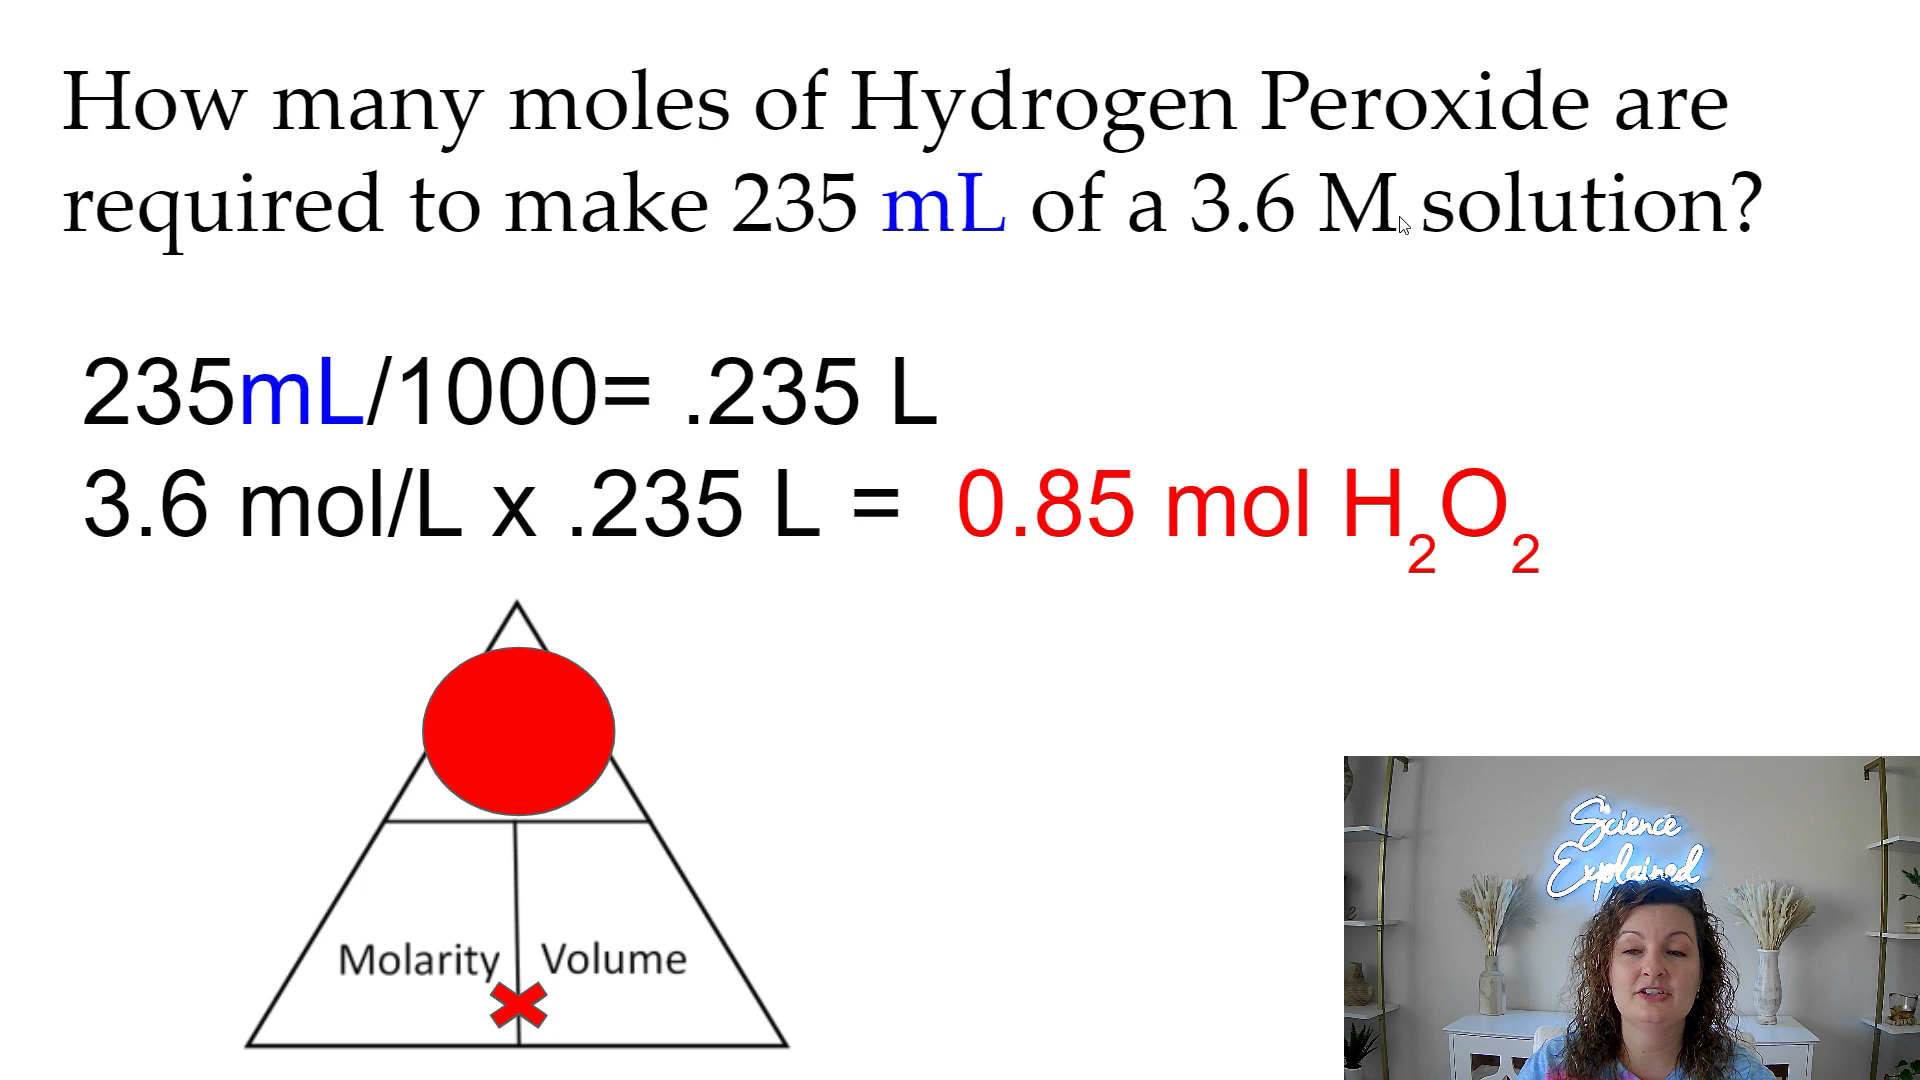 How many moles of Hydrogen Peroxide are
required to make 235 mL of a 3.6 M solution?
235mL/1000= .235 L
3.6 mol/L x .235 L = 0.85 mol H₂O₂
Molarity Volume
Science
Explained